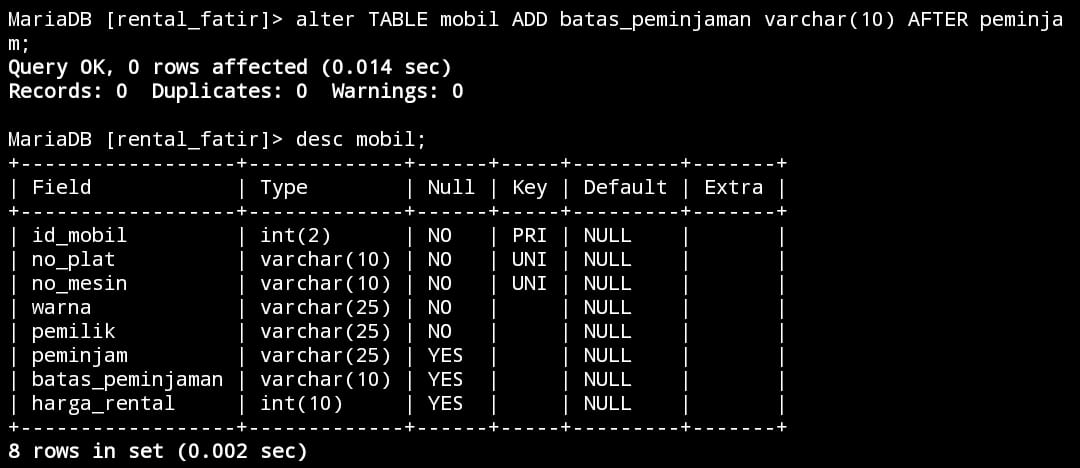 MariaDB [rental_fatir]> alter TABLE mobil ADD batas_peminjaman varchar(10) AFTER peminja
m;
Query OK, 0 rows affected (0.014 sec)
Records: 0  Duplicates: 0  Warnings: 0

MariaDB [rental_fatir]> desc mobil;
+------------------+-------------+------+-----+---------+-------+
| Field            | Type        | Null | Key | Default | Extra |
+------------------+-------------+------+-----+---------+-------+
| id_mobil         | int(2)      | NO   | PRI | NULL    |       |
| no_plat          | varchar(10) | NO   | UNI | NULL    |       |
| no_mesin         | varchar(10) | NO   | UNI | NULL    |       |
| warna            | varchar(25) | NO   |     | NULL    |       |
| pemilik          | varchar(25) | NO   |     | NULL    |       |
| peminjam         | varchar(25) | YES  |     | NULL    |       |
| batas_peminjaman | varchar(10) | YES  |     | NULL    |       |
| harga_rental     | int(10)     | YES  |     | NULL    |       |
+------------------+-------------+------+-----+---------+-------+
8 rows in set (0.002 sec)